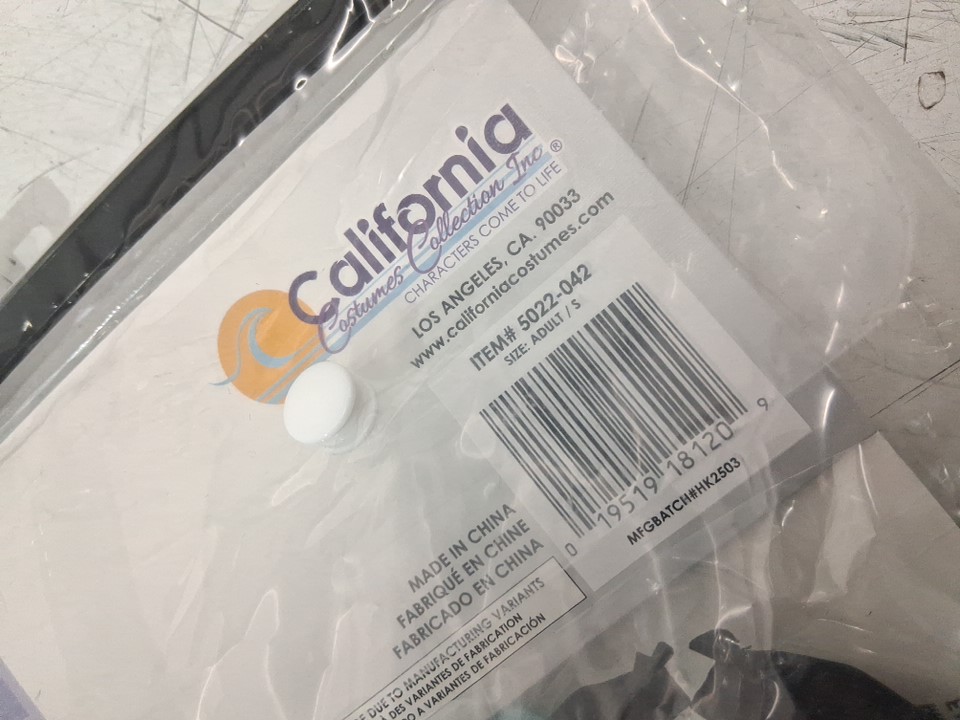 California
Costumes Collection Inc ®
CHARACTERS COME TO LIFE
LOS ANGELES, CA. 90033
www.californiacostumes.com
ITEM# 5022-042
SIZE: ADULT / S
0 19519 18120 9
MFGBATCH#HK2503
MADE IN CHINA
FABRIQUÉ EN CHINE
FABRICADO EN CHINA
DUE TO MANUFACTURING VARIANTS
DES VARIANTES DE FABRICATION
A VARIANTES DE FABRICACIÓN